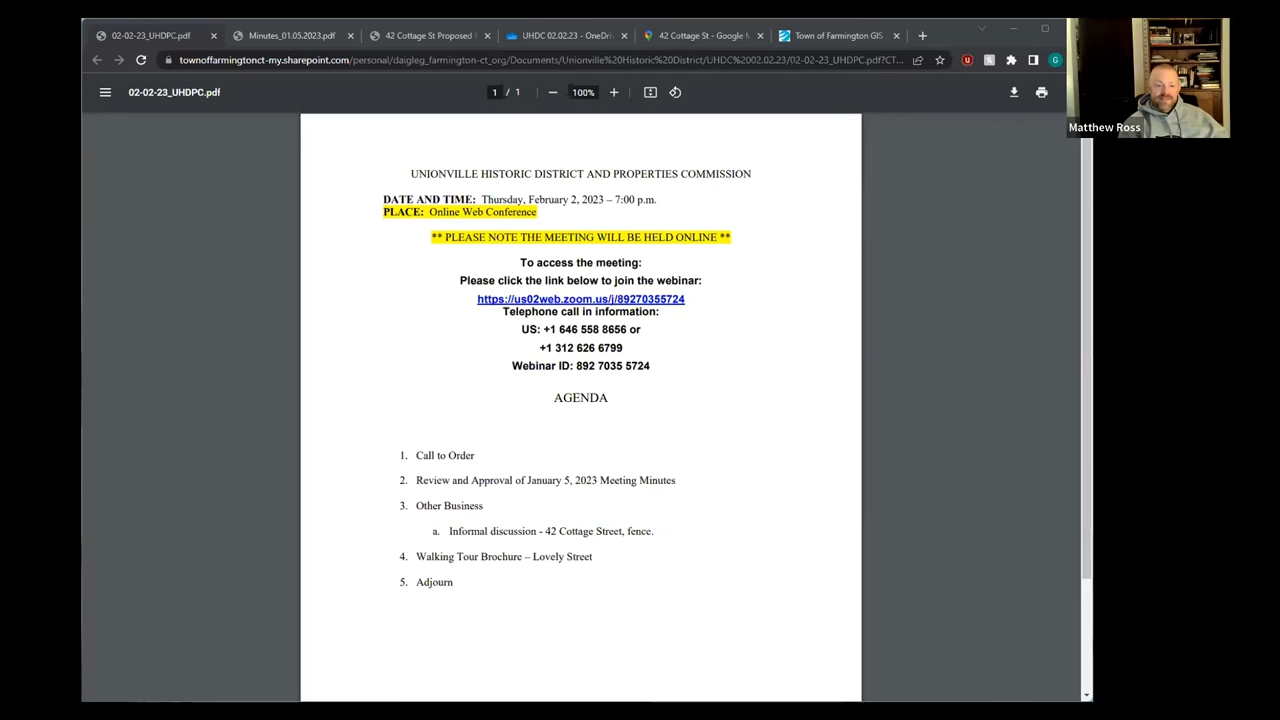 02-02-23_UHDPC.pdf
Minutes_01.05.2023.pdf
42 Cottage St Proposed
UHDC 02.02.23 - OneDriv
42 Cottage St - Google M
Town of Farmington GIS
townoffarmingtonct-my.sharepoint.com/personal/daigleg_farmington-ct_org/Documents/Unionville%20Historic%20District/UHDC%2002.02.23/02-02-23_UHDPC.pdf?CT...
G
02-02-23_UHDPC.pdf
1 / 1
100%
Matthew Ross
UNIONVILLE HISTORIC DISTRICT AND PROPERTIES COMMISSION
DATE AND TIME: Thursday, February 2, 2023 – 7:00 p.m.
PLACE: Online Web Conference
** PLEASE NOTE THE MEETING WILL BE HELD ONLINE **
To access the meeting:
Please click the link below to join the webinar:
https://us02web.zoom.us/j/89270355724
Telephone call in information:
US: +1 646 558 8656 or
+1 312 626 6799
Webinar ID: 892 7035 5724
AGENDA
1. Call to Order
2. Review and Approval of January 5, 2023 Meeting Minutes
3. Other Business
a. Informal discussion - 42 Cottage Street, fence.
4. Walking Tour Brochure – Lovely Street
5. Adjourn